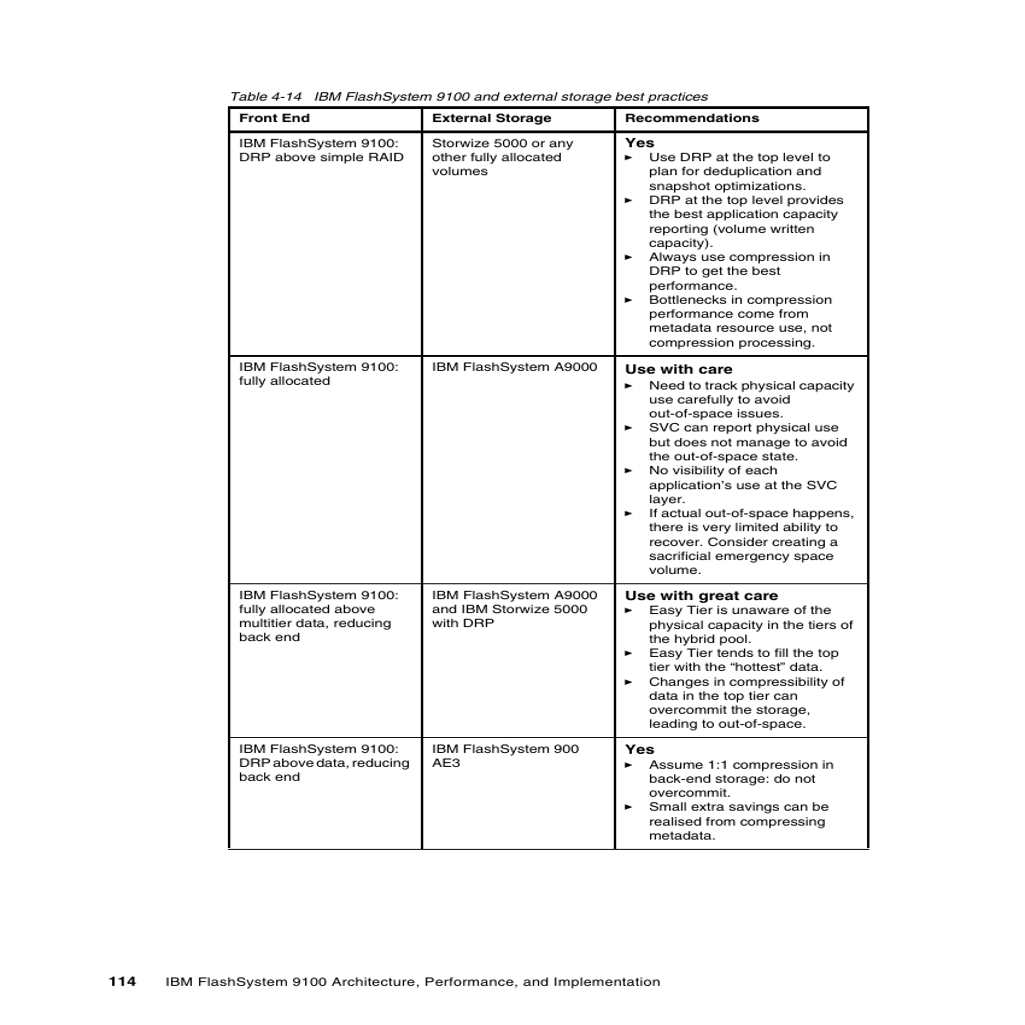 Table 4-14 IBM FlashSystem 9100 and external storage best practices
Front End
External Storage
Recommendations
IBM FlashSystem 9100:
DRP above simple RAID
Storwize 5000 or any
other fully allocated
volumes
Yes
► Use DRP at the top level to
plan for deduplication and
snapshot optimizations.
► DRP at the top level provides
the best application capacity
reporting (volume written
capacity).
► Always use compression in
DRP to get the best
performance.
► Bottlenecks in compression
performance come from
metadata resource use, not
compression processing.
IBM FlashSystem 9100:
fully allocated
IBM FlashSystem A9000
Use with care
► Need to track physical capacity
use carefully to avoid
out-of-space issues.
► SVC can report physical use
but does not manage to avoid
the out-of-space state.
► No visibility of each
application's use at the SVC
layer.
► If actual out-of-space happens,
there is very limited ability to
recover. Consider creating a
sacrificial emergency space
volume.
IBM FlashSystem 9100:
fully allocated above
multitier data, reducing
back end
IBM FlashSystem A9000
and IBM Storwize 5000
with DRP
Use with great care
► Easy Tier is unaware of the
physical capacity in the tiers of
the hybrid pool.
► Easy Tier tends to fill the top
tier with the “hottest” data.
► Changes in compressibility of
data in the top tier can
overcommit the storage,
leading to out-of-space.
IBM FlashSystem 9100:
DRP above data, reducing
back end
IBM FlashSystem 900
AE3
Yes
► Assume 1:1 compression in
back-end storage: do not
overcommit.
► Small extra savings can be
realised from compressing
metadata.
114 IBM FlashSystem 9100 Architecture, Performance, and Implementation